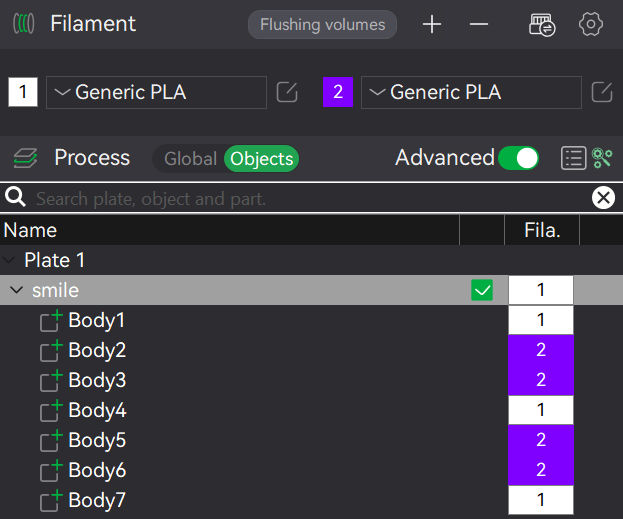 Filament Flushing volumes
1 Generic PLA 2 Generic PLA
Process Global Objects Advanced
Search plate, object and part.
Name Fila.
Plate 1
smile 1
Body1 1
Body2 2
Body3 2
Body4 1
Body5 2
Body6 2
Body7 1